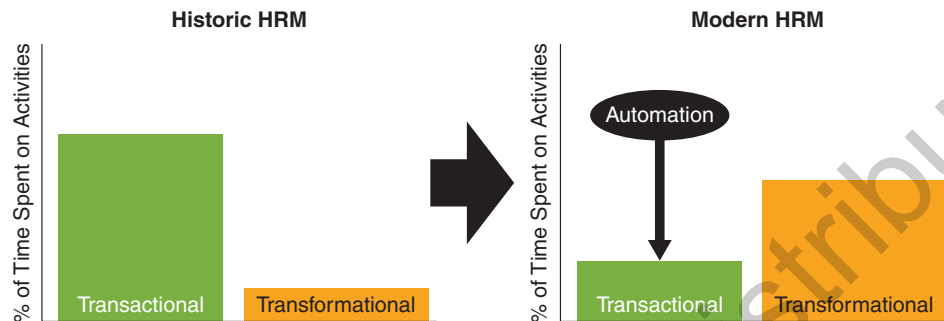 Historic HRM
% of Time Spent on Activities
Transactional
Transformational
Modern HRM
% of Time Spent on Activities
Automation
Transactional
Transformational
stribu